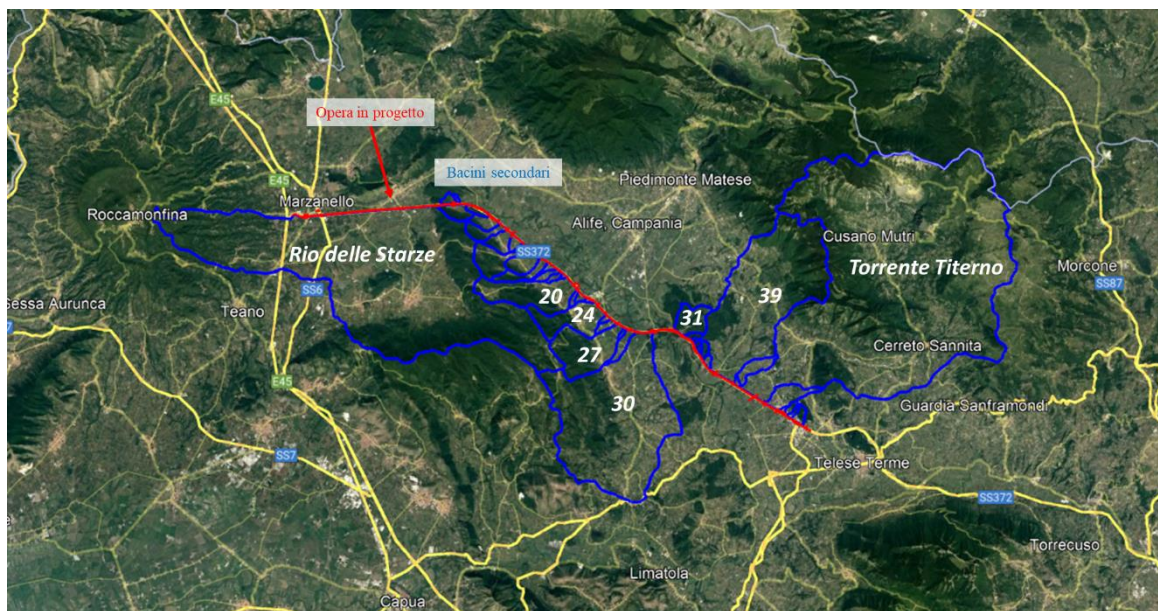 E45
Opera in progetto
E45
Bacini secondari
Piedimonte Matese
Marzanello
Roccamonfina
Alife, Campania
Cusano Mutri
Rio delle Starze
SS372
Torrente Titerno
Morcone
SS6
SS87
20
39
Sessa Aurunca
Teano
24
31
27
Cerreto Sannita
E45
30
Guardia Sanframondi
SS7
Telese Terme
SS372
Torrecuso
Limatola
Capua